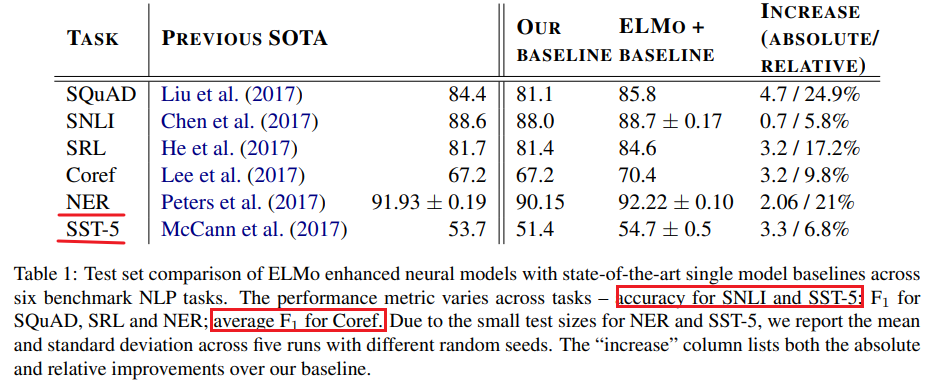 TASK PREVIOUS SOTA OUR BASELINE ELMO + BASELINE INCREASE (ABSOLUTE/ RELATIVE)
SQuAD Liu et al. (2017) 84.4 81.1 85.8 4.7 / 24.9%
SNLI Chen et al. (2017) 88.6 88.0 88.7 ± 0.17 0.7 / 5.8%
SRL He et al. (2017) 81.7 81.4 84.6 3.2 / 17.2%
Coref Lee et al. (2017) 67.2 67.2 70.4 3.2 / 9.8%
NER Peters et al. (2017) 91.93 ± 0.19 90.15 92.22 ± 0.10 2.06 / 21%
SST-5 McCann et al. (2017) 53.7 51.4 54.7 ± 0.5 3.3 / 6.8%
Table 1: Test set comparison of ELMo enhanced neural models with state-of-the-art single model baselines across
six benchmark NLP tasks. The performance metric varies across tasks – accuracy for SNLI and SST-5; F₁ for
SQuAD, SRL and NER; average F₁ for Coref. Due to the small test sizes for NER and SST-5, we report the mean
and standard deviation across five runs with different random seeds. The “increase” column lists both the absolute
and relative improvements over our baseline.